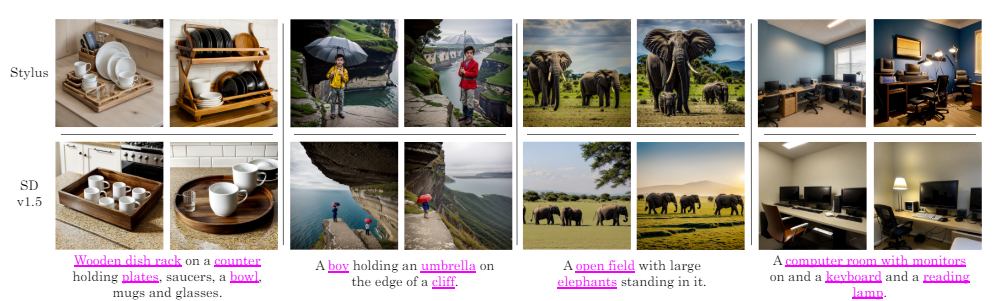 Stylus
SD
v1.5
Wooden dish rack on a counter
holding plates, saucers, a bowl,
mugs and glasses.
A boy holding an umbrella on
the edge of a cliff.
A open field with large
elephants standing in it.
A computer room with monitors
on and a keyboard and a reading
lamp.